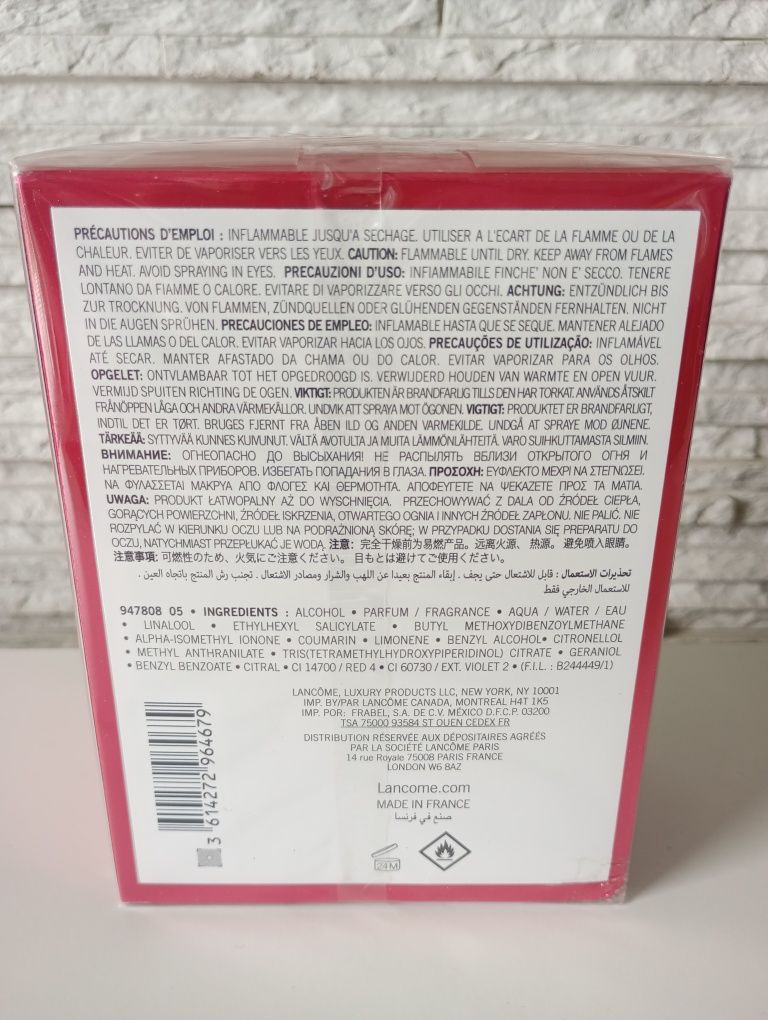 PRÉCAUTIONS D'EMPLOI : INFLAMMABLE JUSQU'A SÉCHAGE. UTILISER A L'ECART DE LA FLAMME OU DE LA
CHALEUR. EVITER DE VAPORISER VERS LES YEUX. CAUTION: FLAMMABLE UNTIL DRY. KEEP AWAY FROM FLAMES
AND HEAT. AVOID SPRAYING IN EYES. PRECAUZIONI D'USO: INFIAMMABILE FINCHE' NON E' SECCO. TENERE
LONTANO DA FIAMME O CALORE. EVITARE DI VAPORIZZARE VERSO GLI OCCHI. ACHTUNG: ENTZÜNDLICH BIS
ZUR TROCKNUNG. VON FLAMMEN, ZÜNDQUELLEN ODER GLÜHENDEN GEGENSTÄNDEN FERNHALTEN. NICHT
IN DIE AUGEN SPRÜHEN. PRECAUCIONES DE EMPLEO: INFLAMABLE HASTA QUE SE SEQUE. MANTENER ALEJADO
DE LAS LLAMAS O DEL CALOR. EVITAR VAPORIZAR HACIA LOS OJOS. PRECAUÇÕES DE UTILIZAÇÃO: INFLAMÁVEL
ATÉ SECAR. MANTER AFASTADO DA CHAMA OU DO CALOR. EVITAR VAPORIZAR PARA OS OLHOS.
OPGELET: ONTVLAMBAAR TOT HET OPGEDROOGD IS. VERWIJDERD HOUDEN VAN WARMTE EN OPEN VUUR.
VERMIJD SPUITEN RICHTING DE OGEN. VIKTIGT: PRODUKTEN ÄR BRANDFARLIG TILLS DEN HAR TORKAT. ANVÄNDS ÅTSKILT
FRÅN ÖPPEN LÅGA OCH ANDRA VÄRMEKÄLLOR. UNDVIK ATT SPRAYA MOT ÖGONEN. VIGTIGT: PRODUKTET ER BRANDFARLIGT,
INDTIL DET ER TØRT. BRUGES FJERNT FRA ÅBEN ILD OG ANDEN VARMEKILDE. UNDGÅ AT SPRAYE MOD ØJNENE.
TÄRKEÄÄ: SYTTYVÄÄ KUNNES KUIVUNUT. VÄLTÄ AVOTULTA JA MUITA LÄMMÖNLÄHTEITÄ. VARO SUIHKUTTAMASTA SILMIIN.
ВНИМАНИЕ: ОГНЕОПАСНО ДО ВЫСЫХАНИЯ! НЕ РАСПЫЛЯТЬ ВБЛИЗИ ОТКРЫТОГО ОГНЯ И
НАГРЕВАТЕЛЬНЫХ ПРИБОРОВ. ИЗБЕГАТЬ ПОПАДАНИЯ В ГЛАЗА. ΠΡΟΣΟΧΗ: ΕΥΦΛΕΚΤΟ ΜΕΧΡΙ ΝΑ ΣΤΕΓΝΩΣΕΙ.
ΝΑ ΦΥΛΑΣΣΕΤΑΙ ΜΑΚΡΥΑ ΑΠΟ ΦΛΟΓΕΣ ΚΑΙ ΘΕΡΜΟΤΗΤΑ. ΑΠΟΦΕΥΓΕΤΕ ΝΑ ΨΕΚΑΖΕΤΕ ΠΡΟΣ ΤΑ ΜΑΤΙΑ.
UWAGA: PRODUKT ŁATWOPALNY AŻ DO WYSCHNIĘCIA. PRZECHOWYWAĆ Z DALA OD ŹRÓDEŁ CIEPŁA,
GORĄCYCH POWIERZCHNI, ŹRÓDEŁ ISKRZENIA, OTWARTEGO OGNIA I INNYCH ŹRÓDEŁ ZAPŁONU. NIE PALIĆ. NIE
ROZPYLAĆ W KIERUNKU OCZU LUB NA PODRAŻNIONĄ SKÓRĘ; W PRZYPADKU DOSTANIA SIĘ PREPARATU DO
OCZU, NATYCHMIAST PRZEPŁUKAĆ JE WODĄ. 注意: 完全干燥前为易燃产品。远离火源、热源。避免喷入眼睛。
注意事項: 可燃性のため、火気にご注意ください。目もとは避けてご使用ください。
تحذيرات الاستعمال : قابل للاشتعال حتى يجف . إبقاء المنتج بعيدا عن اللهب والشرار ومصادر الاشتعال . تجنب رش المنتج باتجاه العين .
للاستعمال الخارجي فقط
947808 05 • INGREDIENTS : ALCOHOL • PARFUM / FRAGRANCE • AQUA / WATER / EAU
• LINALOOL • ETHYLHEXYL SALICYLATE • BUTYL METHOXYDIBENZOYLMETHANE
• ALPHA-ISOMETHYL IONONE • COUMARIN • LIMONENE • BENZYL ALCOHOL • CITRONELLOL
• METHYL ANTHRANILATE • TRIS(TETRAMETHYLHYDROXYPIPERIDINOL) CITRATE • GERANIOL
• BENZYL BENZOATE • CITRAL • CI 14700 / RED 4 • CI 60730 / EXT. VIOLET 2 • (F.I.L. : B244449/1)
LANCÔME, LUXURY PRODUCTS LLC, NEW YORK, NY 10001
IMP. BY/PAR LANCÔME CANADA, MONTREAL H4T 1K5
IMP. POR: FRABEL, S.A. DE C.V. MÉXICO D.F.C.P. 03200
TSA 75000 93584 ST OUEN CEDEX FR
DISTRIBUTION RÉSERVÉE AUX DÉPOSITAIRES AGRÉÉS
PAR LA SOCIÉTÉ LANCÔME PARIS
14 rue Royale 75008 PARIS FRANCE
LONDON W6 8AZ
Lancome.com
MADE IN FRANCE
صنع في فرنسا
3 614272 964679
24 M